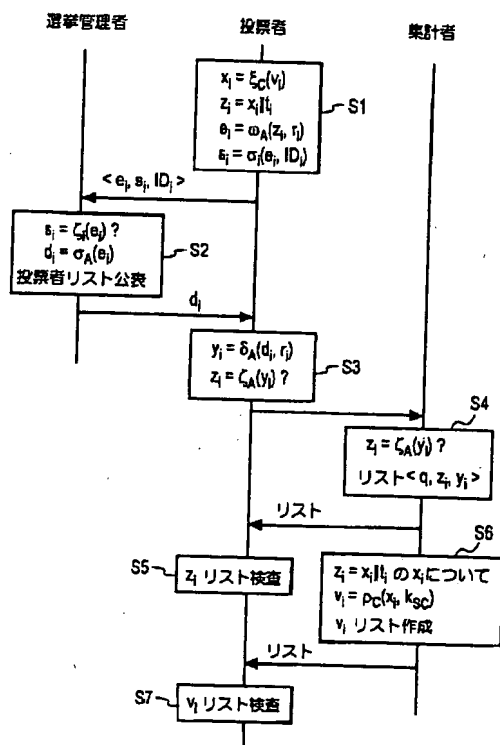 選挙管理者
投票者
集計者
x_i = ξ_C(v_i)
z_i = x_i‖t_i
e_i = ω_A(z_i, r_i)
s_i = σ_i(e_i, ID_i)
S1
< e_i, s_i, ID_i >
s_i = ζ_i(e_i) ?
d_i = σ_A(e_i)
投票者リスト公表
S2
d_i
y_i = δ_A(d_i, r_i)
z_i = ζ_A(y_i) ?
S3
S4
z_i = ζ_A(y_i) ?
リスト< q, z_i, y_i >
リスト
S5
z_i リスト検査
S6
z_i = x_i‖t_i の x_i について
v_i = ρ_C(x_i, k_SC)
v_i リスト作成
リスト
S7
v_i リスト検査